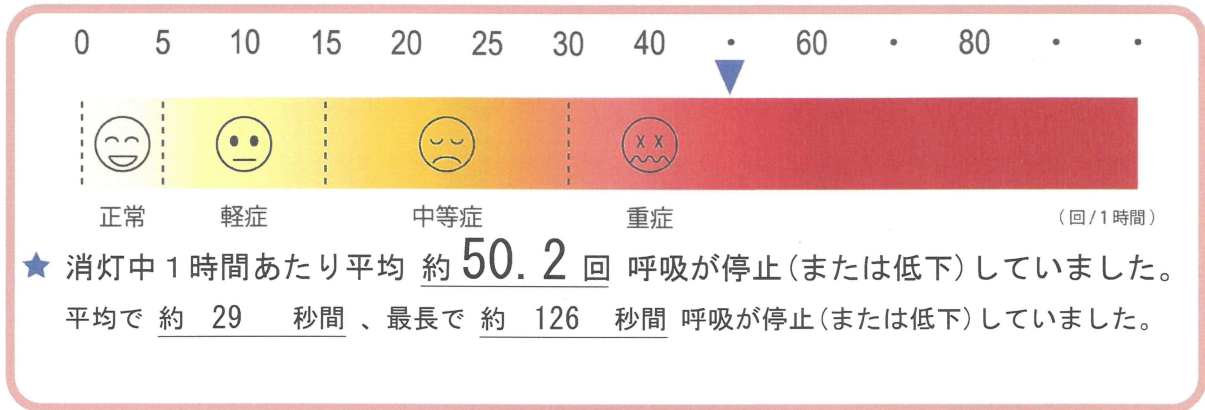 0 5 10 15 20 25 30 40 · 60 · 80 · ·
正常 軽症 中等症 重症 (回/1時間)
★ 消灯中1時間あたり平均 約50.2回 呼吸が停止(または低下)していました。
平均で 約 29 秒間 、最長で 約 126 秒間 呼吸が停止(または低下)していました。